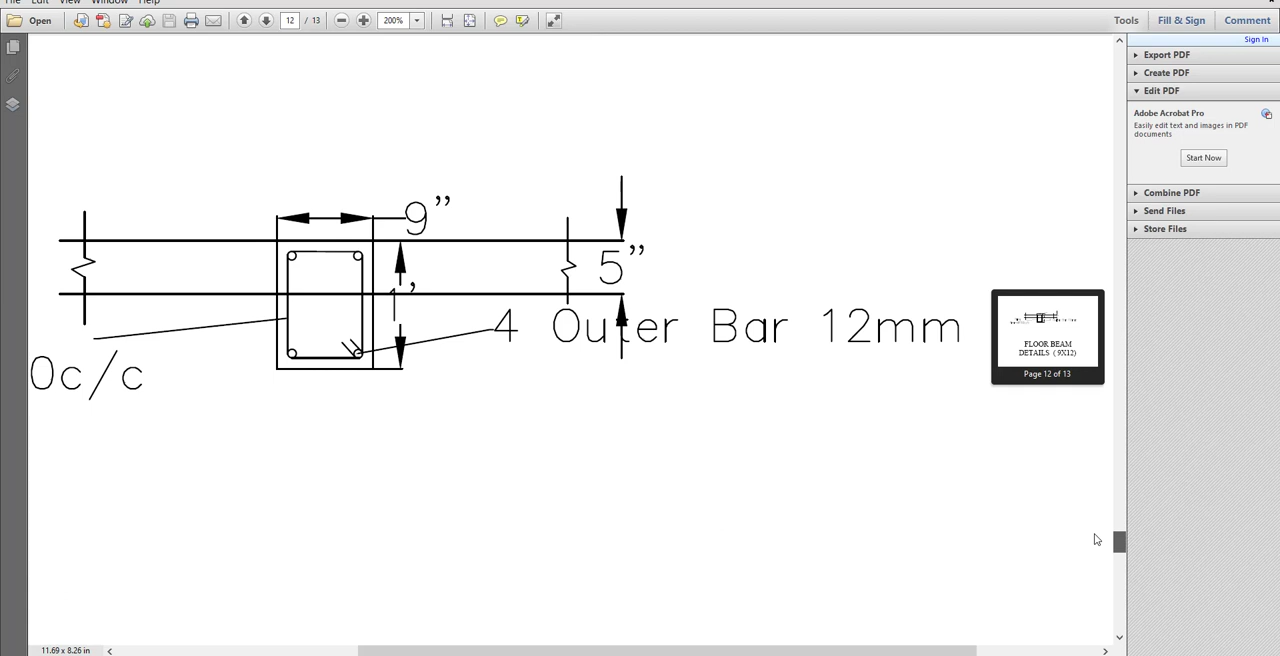 File Edit View Window Help
Open 12 / 13 200% Tools Fill & Sign Comment
Sign In
Export PDF
Create PDF
Edit PDF
Adobe Acrobat Pro
Easily edit text and images in PDF
documents
Start Now
Combine PDF
Send Files
Store Files
9”
5”
1’
4 Outer Bar 12mm
0c/c
FLOOR BEAM
DETAILS ( 9X12)
Page 12 of 13
11.69 x 8.26 in